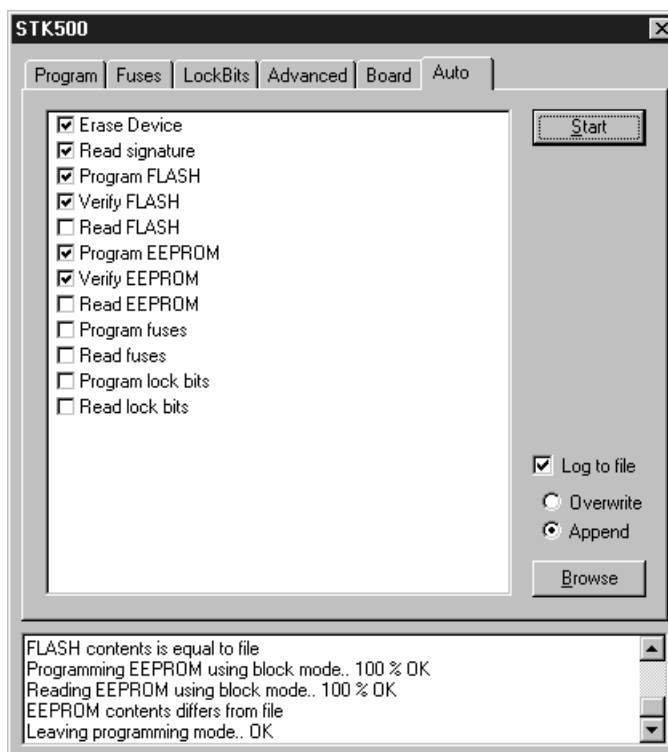 STK500
Program Fuses LockBits Advanced Board Auto
Erase Device
Read signature
Program FLASH
Verify FLASH
Read FLASH
Program EEPROM
Verify EEPROM
Read EEPROM
Program fuses
Read fuses
Program lock bits
Read lock bits
Start
Log to file
Overwrite
Append
Browse
FLASH contents is equal to file
Programming EEPROM using block mode.. 100 % OK
Reading EEPROM using block mode.. 100 % OK
EEPROM contents differs from file
Leaving programming mode.. OK